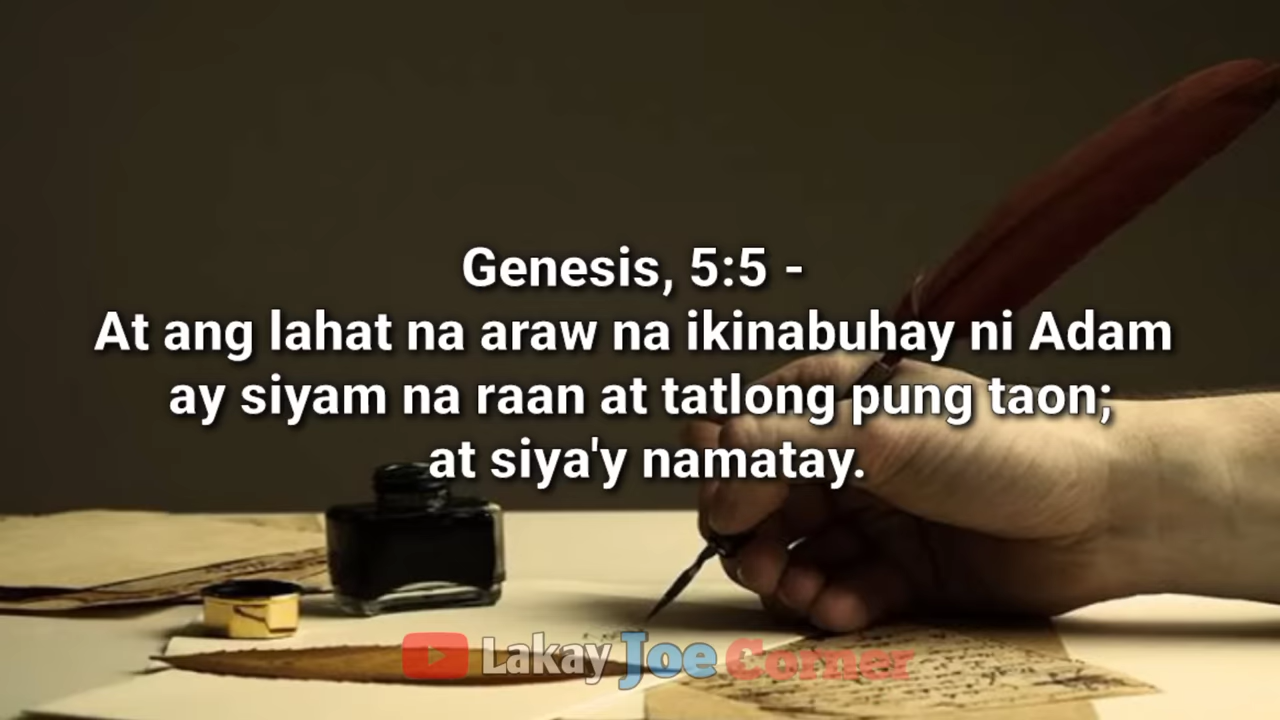 Genesis, 5:5 -
At ang lahat na araw na ikinabuhay ni Adam
ay siyam na raan at tatlong pung taon;
at siya'y namatay.
Lakay Joe Corner